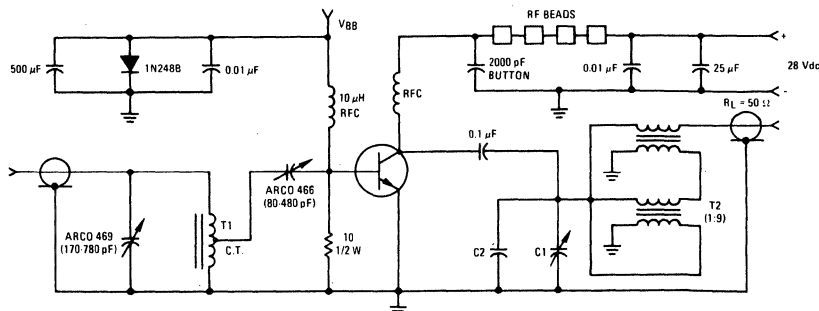 RF BEADS
VBB
500 μF
1N248B
0.01 μF
10 μH
RFC
RFC
2000 pF
BUTTON
0.01 μF
25 μF
+
28 Vdc
-
RL = 50 Ω
0.1 μF
ARCO 466
(80-480 pF)
ARCO 469
(170-780 pF)
T1
C.T.
10
1/2 W
C2
C1
T2
(1:9)